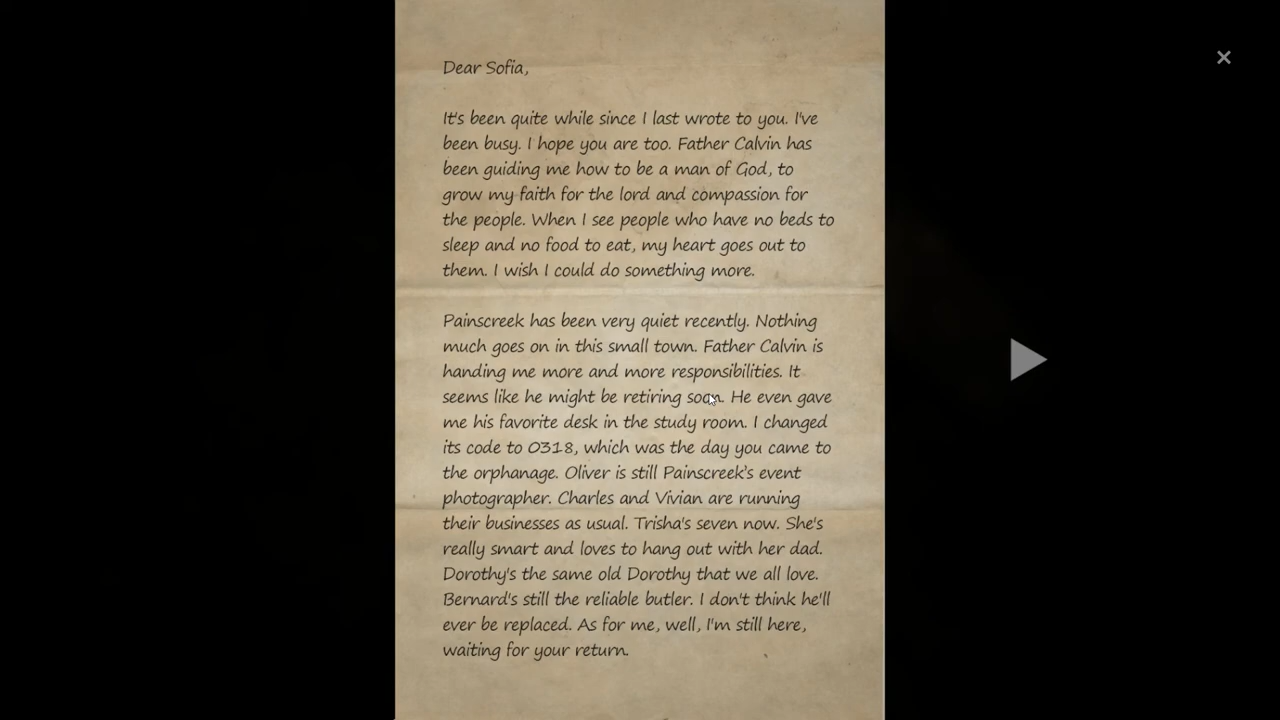 Dear Sofia,
It's been quite while since I last wrote to you. I've
been busy. I hope you are too. Father Calvin has
been guiding me how to be a man of God, to
grow my faith for the lord and compassion for
the people. When I see people who have no beds to
sleep and no food to eat, my heart goes out to
them. I wish I could do something more.
Painscreek has been very quiet recently. Nothing
much goes on in this small town. Father Calvin is
handing me more and more responsibilities. It
seems like he might be retiring soon. He even gave
me his favorite desk in the study room. I changed
its code to 0318, which was the day you came to
the orphanage. Oliver is still Painscreek's event
photographer. Charles and Vivian are running
their businesses as usual. Trisha's seven now. She's
really smart and loves to hang out with her dad.
Dorothy's the same old Dorothy that we all love.
Bernard's still the reliable butler. I don't think he'll
ever be replaced. As for me, well, I'm still here,
waiting for your return.